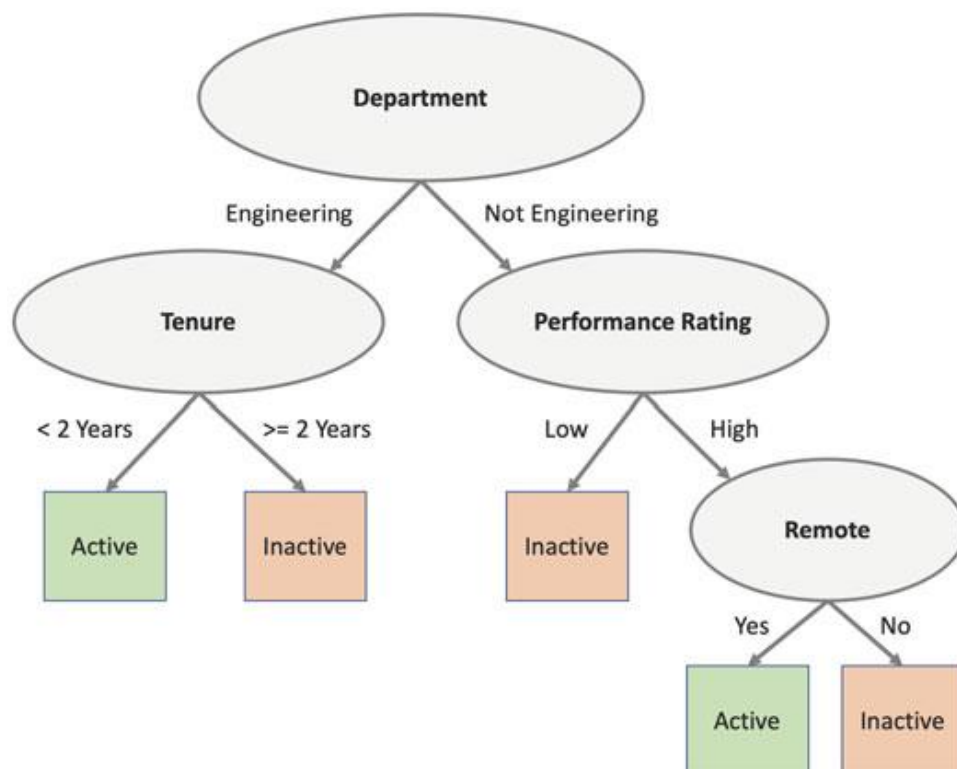 Department
Engineering
Not Engineering
Tenure
Performance Rating
< 2 Years
>= 2 Years
Low
High
Active
Inactive
Inactive
Remote
Yes
No
Active
Inactive